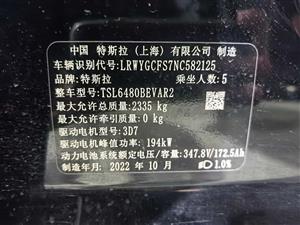 中国 特斯拉（上海）有限公司 制造
车辆识别代号: LRWYGCFS7NC582125
品牌: 特斯拉 乘坐人数: 5
整车型号: TSL6480BEVAR2
最大允许总质量: 2335 kg
最大允许牵引质量: 0 kg
驱动电机型号: 3D7
驱动电机峰值功率: 194kW
动力电池系统额定电压/容量: 347.8V/172.5Ah
制造年月: 2022 年 10 月 1.0%